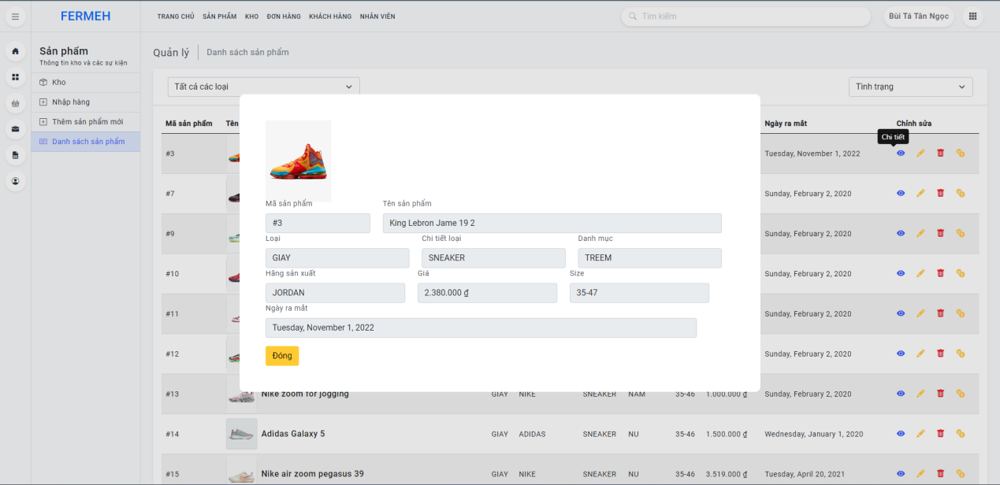 FERMEH
TRANG CHỦ SẢN PHẨM KHO ĐƠN HÀNG KHÁCH HÀNG NHÂN VIÊN
Tìm kiếm
Bùi Tá Tân Ngọc
Sản phẩm
Thông tin kho và các sự kiện
Kho
Nhập hàng
Thêm sản phẩm mới
Danh sách sản phẩm
Quản lý
Danh sách sản phẩm
Tất cả các loại
Tình trạng
Mã sản phẩm Tên Ngày ra mắt Chỉnh sửa
Chi tiết
#3 Tuesday, November 1, 2022
#7 Sunday, February 2, 2020
#9 Sunday, February 2, 2020
#10 Sunday, February 2, 2020
#11 Sunday, February 2, 2020
#12 Sunday, February 2, 2020
#13 Nike zoom for jogging GIAY NIKE SNEAKER NAM 35-46 1.000.000 ₫ Sunday, February 2, 2020
#14 Adidas Galaxy 5 GIAY ADIDAS SNEAKER NU 35-46 1.500.000 ₫ Wednesday, January 1, 2020
#15 Nike air zoom pegasus 39 GIAY NIKE SNEAKER NU 35-46 3.519.000 ₫ Tuesday, April 20, 2021
Mã sản phẩm Tên sản phẩm
#3 King Lebron Jame 19 2
Loại Chi tiết loại Danh mục
GIAY SNEAKER TREEM
Hãng sản xuất Giá Size
JORDAN 2.380.000 ₫ 35-47
Ngày ra mắt
Tuesday, November 1, 2022
Đóng